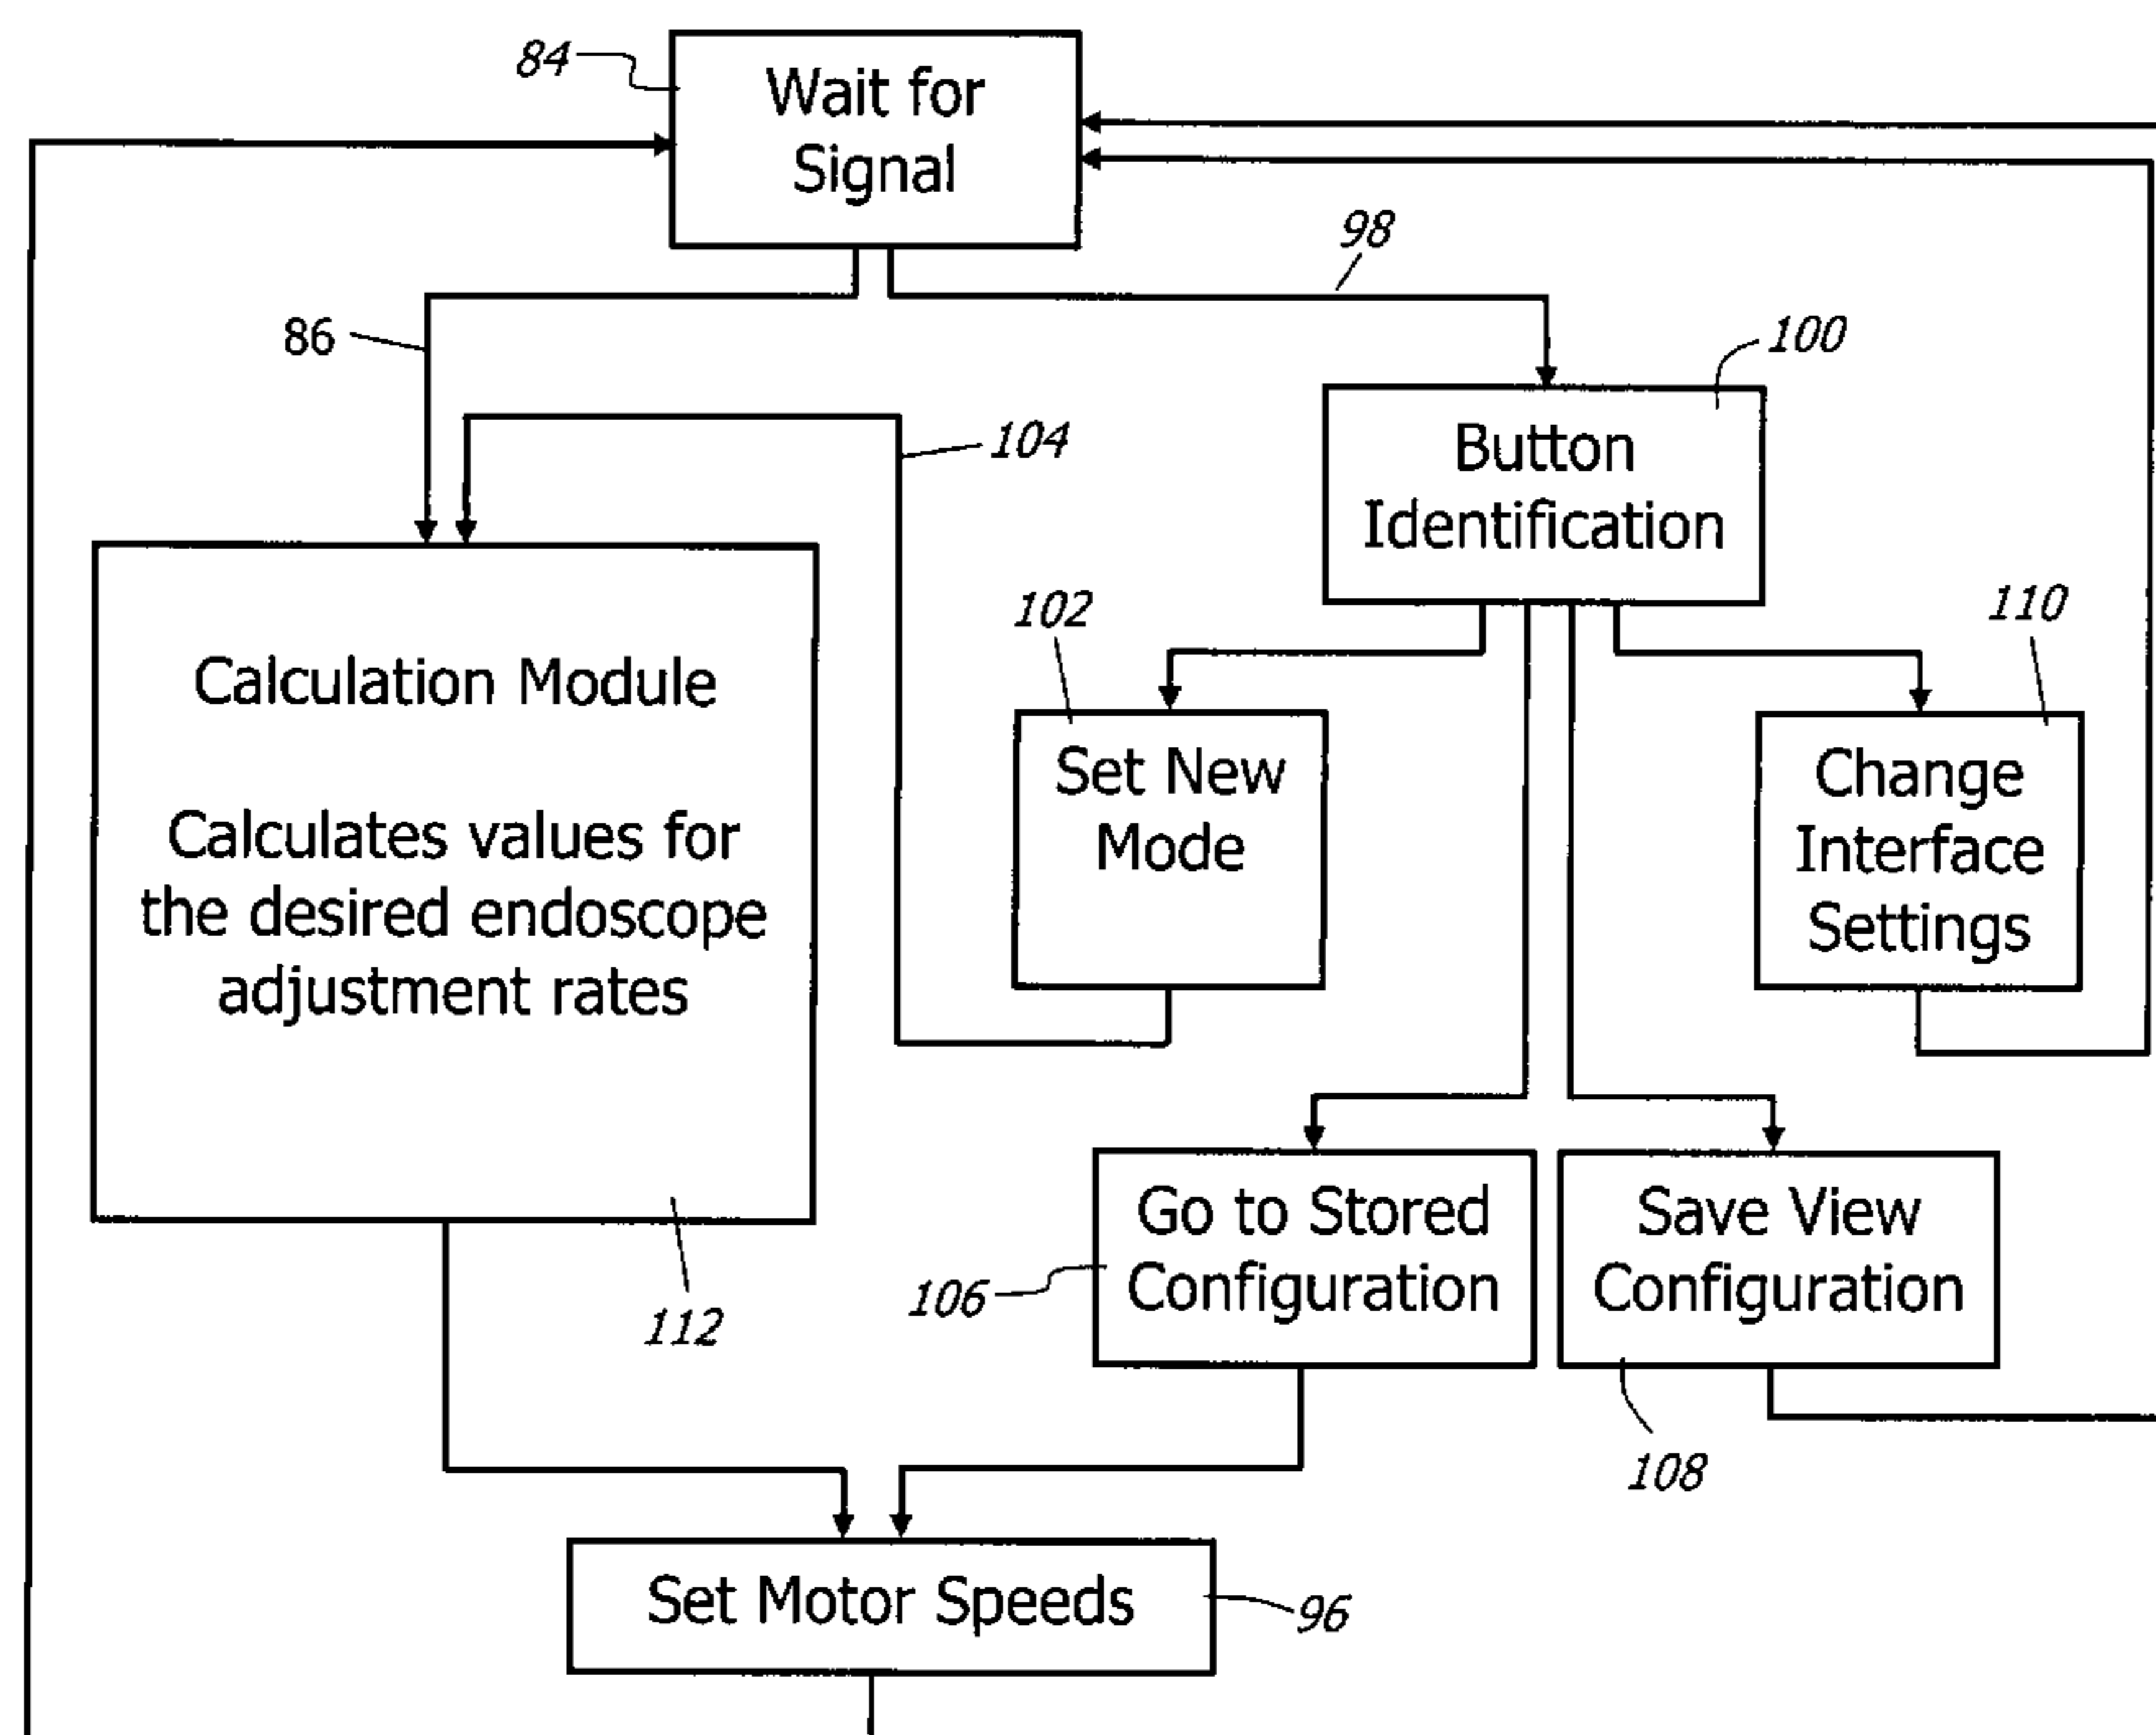 84
Wait for
Signal
98
86
100
104
Button
Identification
102
110
Calculation Module
Calculates values for
the desired endoscope
adjustment rates
Set New
Mode
Change
Interface
Settings
112
106
Go to Stored
Configuration
Save View
Configuration
108
Set Motor Speeds
96